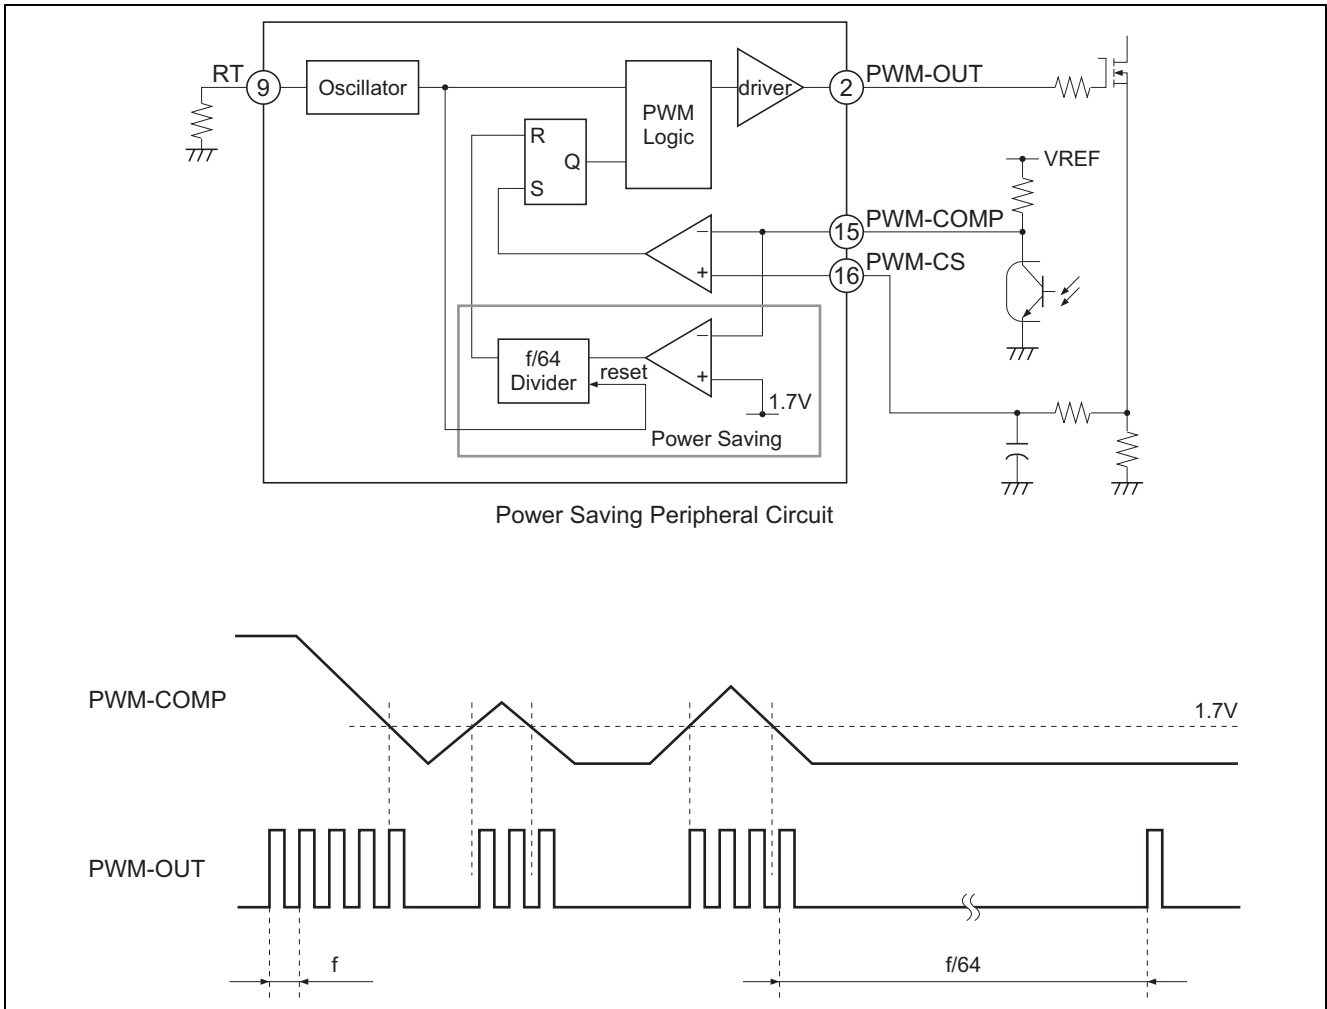 RT
9
Oscillator
PWM
Logic
driver
2
PWM-OUT
R
S
Q
VREF
15
PWM-COMP
16
PWM-CS
−
+
f/64
Divider
reset
−
+
1.7V
Power Saving
Power Saving Peripheral Circuit
PWM-COMP
1.7V
PWM-OUT
f
f/64